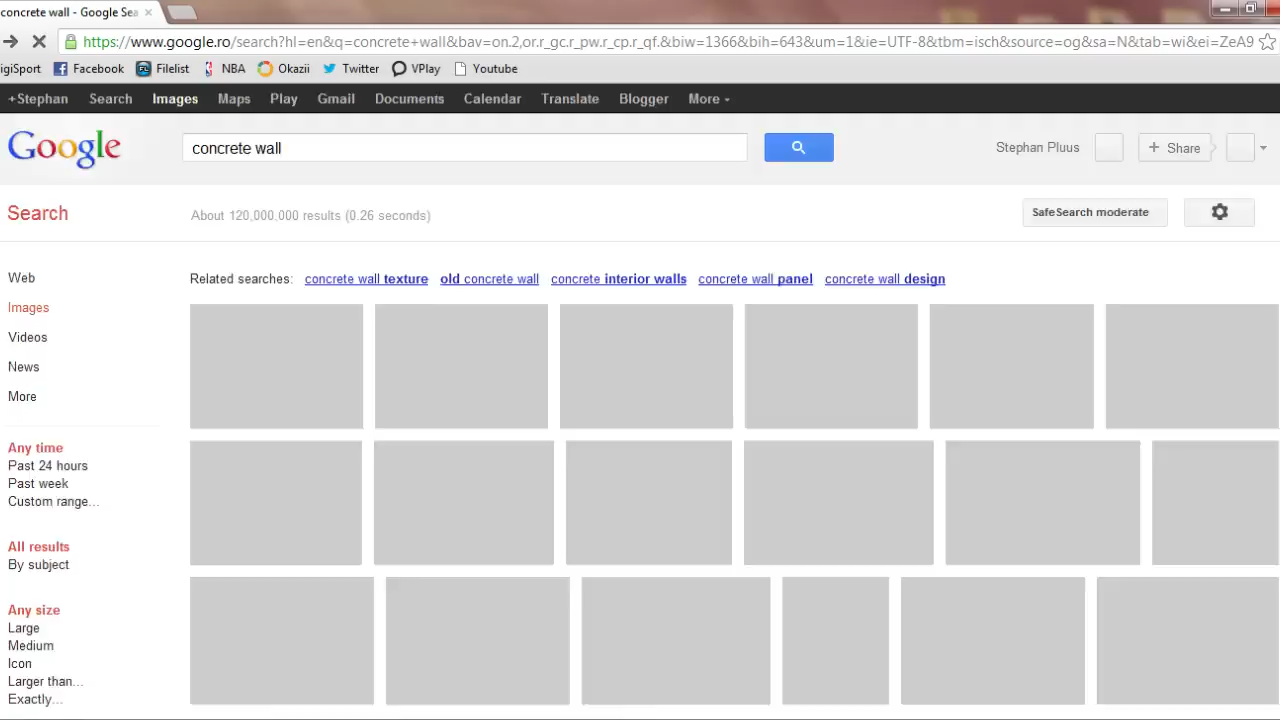 concrete wall - Google Sea
https://www.google.ro/search?hl=en&q=concrete+wall&bav=on.2,or.r_gc.r_pw.r_cp.r_qf.&biw=1366&bih=643&um=1&ie=UTF-8&tbm=isch&source=og&sa=N&tab=wi&ei=ZeA9
igiSport Facebook Filelist NBA Okazii Twitter VPlay Youtube
+Stephan Search Images Maps Play Gmail Documents Calendar Translate Blogger More
Google concrete wall Stephan Pluus + Share
Search About 120,000,000 results (0.26 seconds) SafeSearch moderate
Web
Related searches: concrete wall texture old concrete wall concrete interior walls concrete wall panel concrete wall design
Images
Videos
News
More
Any time
Past 24 hours
Past week
Custom range...
All results
By subject
Any size
Large
Medium
Icon
Larger than...
Exactly...